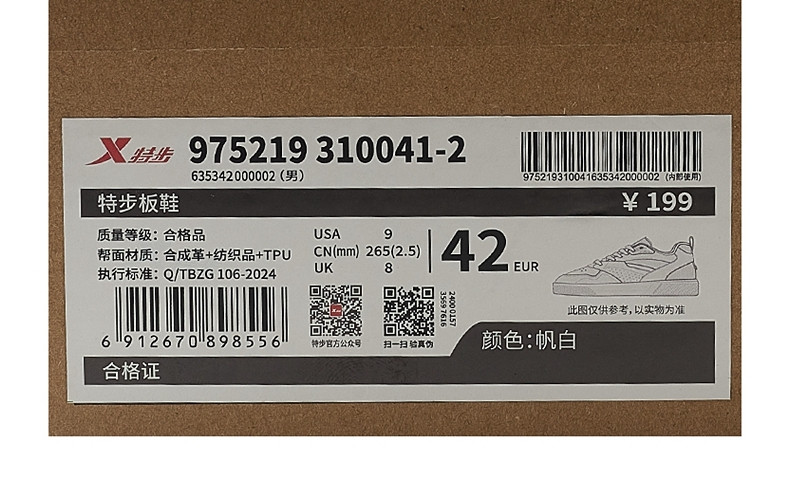 特步 975219 310041-2
635342000002 (男)
975219310041635342000002 (内部使用)
特步板鞋 ¥ 199
质量等级: 合格品
帮面材质: 合成革+纺织品+TPU
执行标准: Q/TBZG 106-2024
USA 9
CN(mm) 265(2.5)
UK 8
42 EUR
此图仅供参考,以实物为准
6 912670 898556
特步官方公众号
扫一扫 验真伪
2400 0157
3569 7616
颜色:帆白
合格证